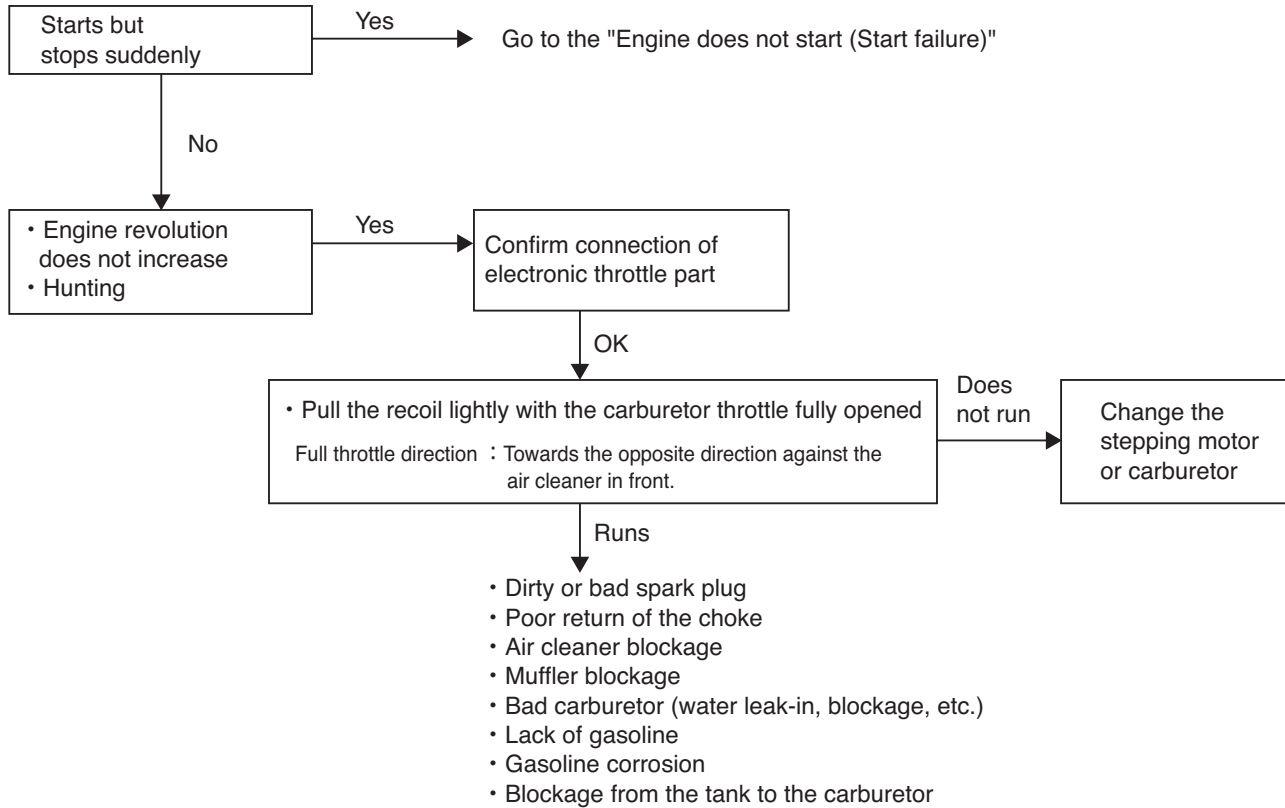 Starts but
stops suddenly
Yes
Go to the "Engine does not start (Start failure)"
No
・Engine revolution
does not increase
・Hunting
Yes
Confirm connection of
electronic throttle part
OK
・Pull the recoil lightly with the carburetor throttle fully opened
Full throttle direction ：Towards the opposite direction against the
air cleaner in front.
Does
not run
Change the
stepping motor
or carburetor
Runs
・Dirty or bad spark plug
・Poor return of the choke
・Air cleaner blockage
・Muffler blockage
・Bad carburetor (water leak-in, blockage, etc.)
・Lack of gasoline
・Gasoline corrosion
・Blockage from the tank to the carburetor